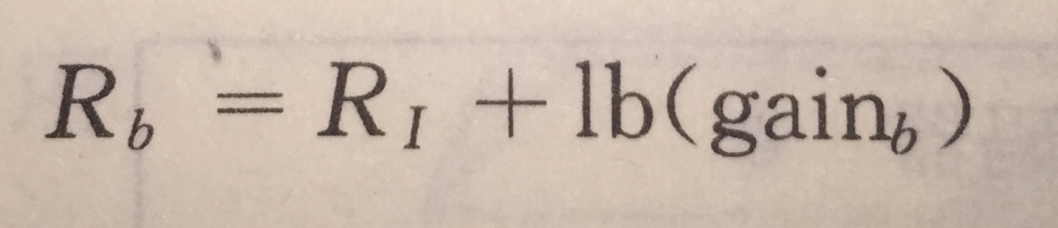 R_b = R_I + lb(gain_b)